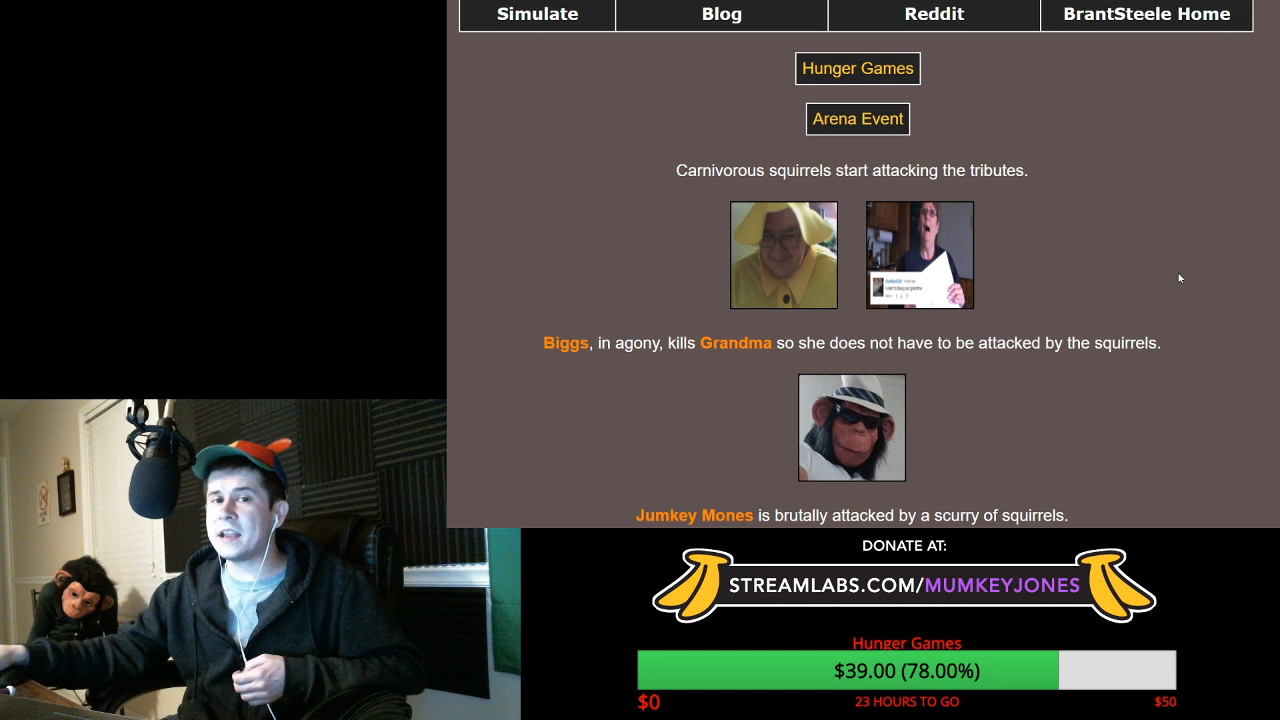 Simulate
Blog
Reddit
BrantSteele Home
Hunger Games
Arena Event
Carnivorous squirrels start attacking the tributes.
Biggs, in agony, kills Grandma so she does not have to be attacked by the squirrels.
Jumkey Mones is brutally attacked by a scurry of squirrels.
DONATE AT:
STREAMLABS.COM/MUMKEYJONES
Hunger Games
$39.00 (78.00%)
$0
23 HOURS TO GO
$50